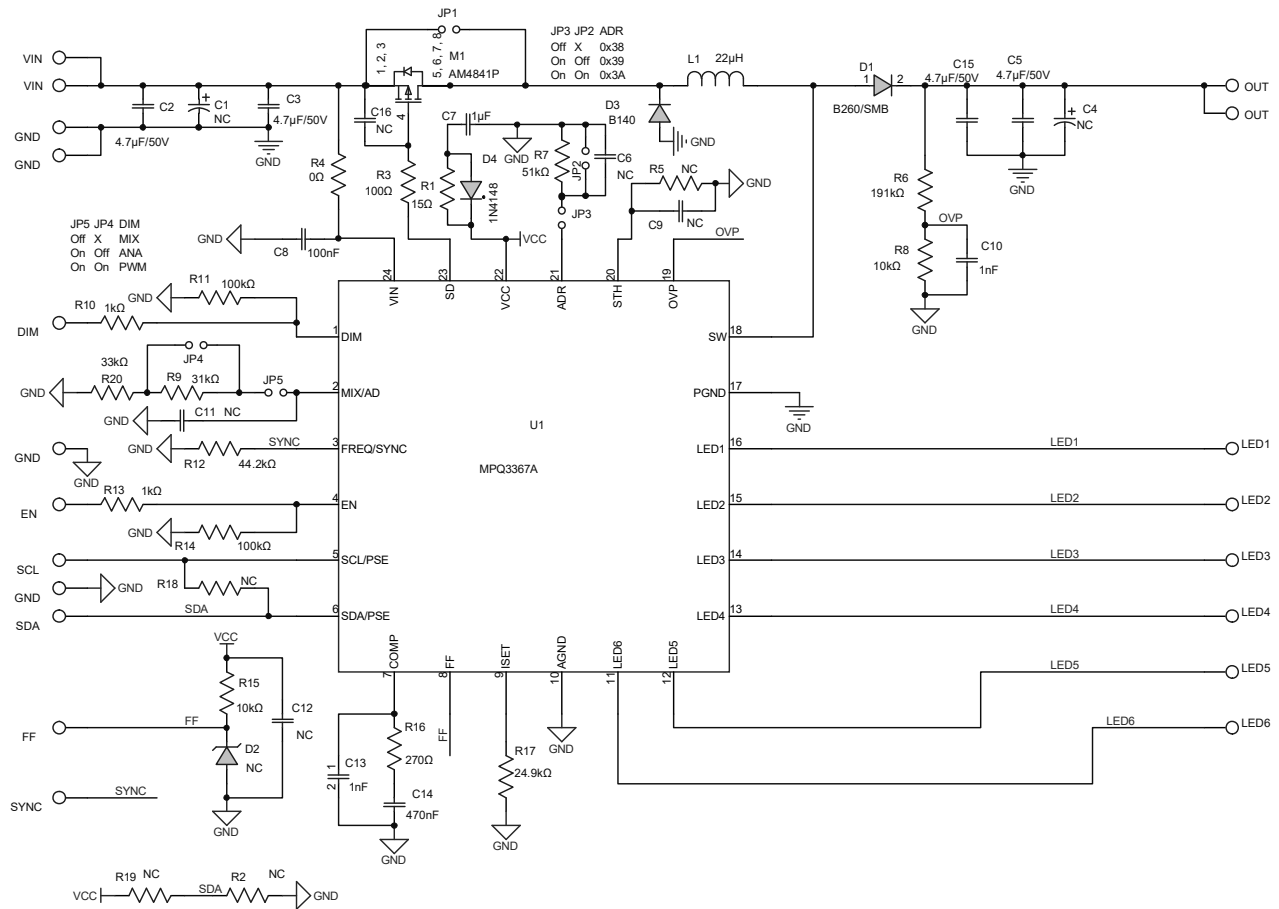 JP1
VIN
VIN
GND
GND
C2
4.7µF/50V
C1
NC
C3
4.7µF/50V
GND
1, 2, 3
5, 6, 7, 8
M1
AM4841P
4
C16
NC
JP3 JP2 ADR
Off X 0x38
On Off 0x39
On On 0x3A
L1 22µH
D3
B140
GND
D1
1 2
B260/SMB
C15
4.7µF/50V
C5
4.7µF/50V
C4
NC
GND
OUT
OUT
R4
0Ω
R3
100Ω
C7 1µF
D4
1N4148
R1
15Ω
GND
R7
51kΩ
JP2
C6
NC
JP3
VCC
R5 NC
C9 NC
GND
OVP
R6
191kΩ
OVP
R8
10kΩ
C10
1nF
GND
JP5 JP4 DIM
Off X MIX
On Off ANA
On On PWM
GND
C8 100nF
24
VIN
23
SD
22
VCC
21
ADR
20
STH
19
OVP
R11
100kΩ
GND
R10
1kΩ
DIM
1
DIM
33kΩ
R20
GND
JP4
R9 31kΩ
JP5
2
MIX/AD
GND
C11 NC
GND
GND
GND
R12 44.2kΩ
SYNC
3
FREQ/SYNC
EN
R13 1kΩ
4
EN
GND
R14 100kΩ
SCL
5
SCL/PSE
GND
GND
R18 NC
SDA
SDA
6
SDA/PSE
U1
MPQ3367A
SW
18
PGND
17
GND
LED1
16
LED1
LED1
LED2
15
LED2
LED2
LED3
14
LED3
LED3
LED4
13
LED4
LED4
COMP
7
FF
8
ISET
9
AGND
10
LED6
11
LED5
12
LED5
LED5
LED6
LED6
VCC
R15
10kΩ
FF
FF
D2
NC
C12
NC
GND
SYNC
SYNC
C13
1
2
1nF
R16
270Ω
C14
470nF
GND
FF
R17
24.9kΩ
GND
GND
VCC
R19 NC
SDA
R2 NC
GND